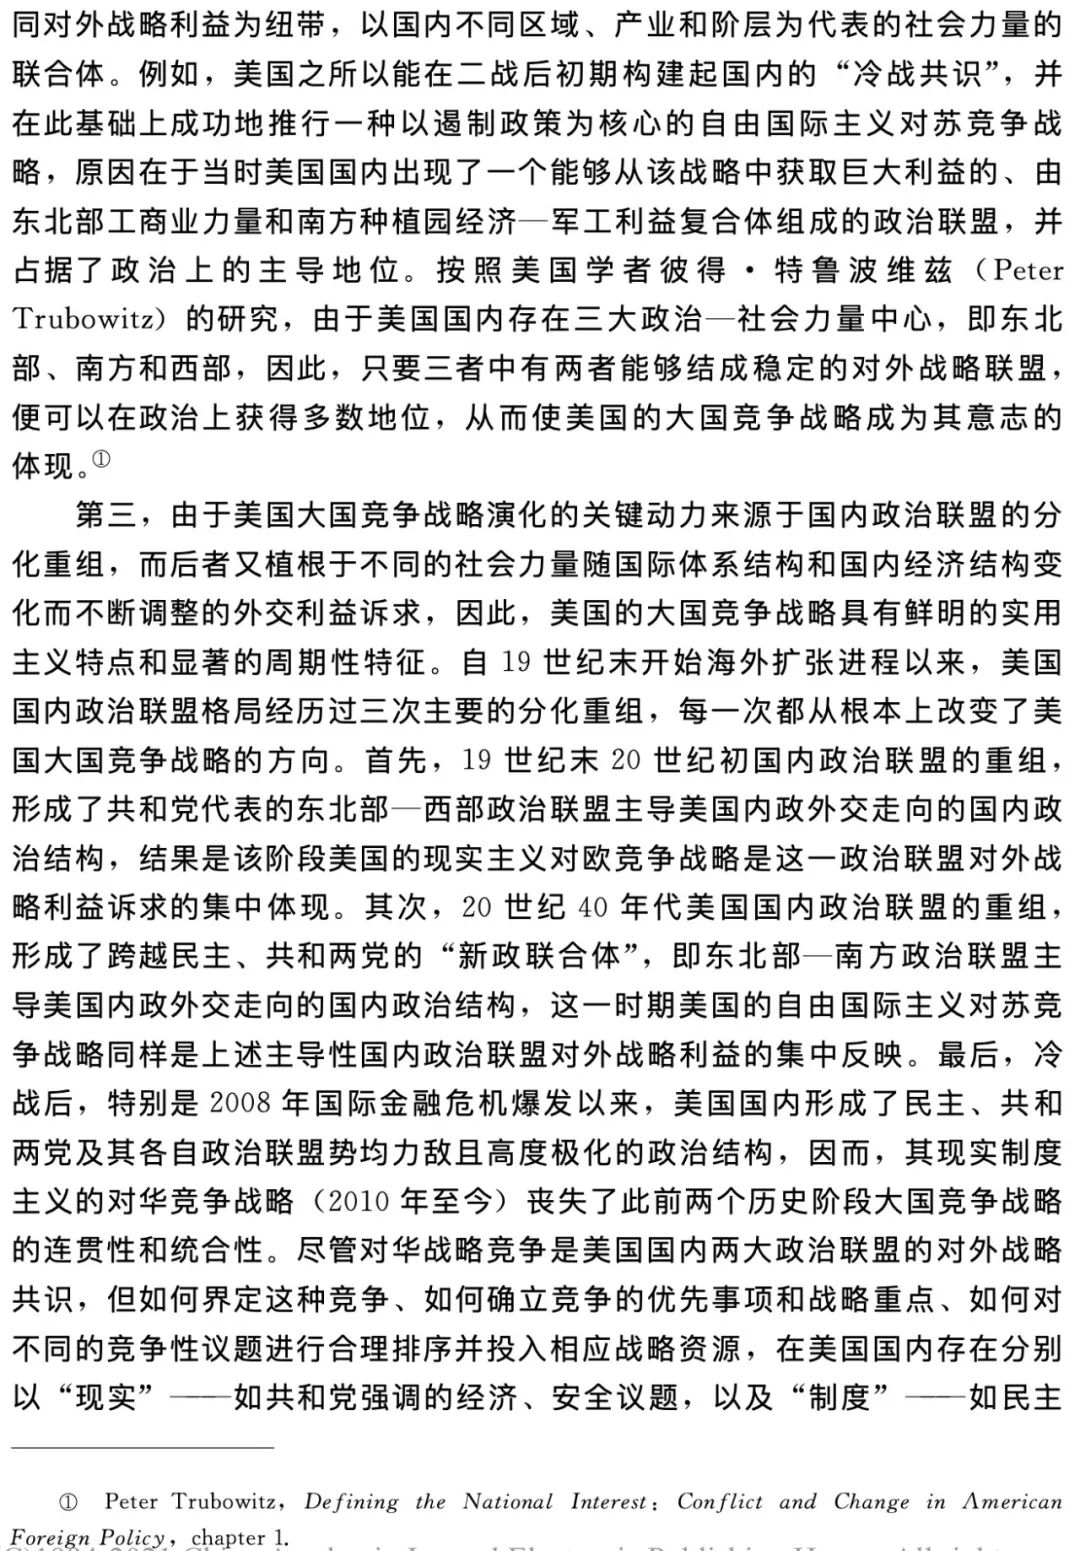 同对外战略利益为纽带，以国内不同区域、产业和阶层为代表的社会力量的
联合体。例如，美国之所以能在二战后初期构建起国内的“冷战共识”，并
在此基础上成功地推行一种以遏制政策为核心的自由国际主义对苏竞争战
略，原因在于当时美国国内出现了一个能够从该战略中获取巨大利益的、由
东北部工商业力量和南方种植园经济—军工利益复合体组成的政治联盟，并
占据了政治上的主导地位。按照美国学者彼得·特鲁波维兹（Peter
Trubowitz）的研究，由于美国国内存在三大政治—社会力量中心，即东北
部、南方和西部，因此，只要三者中有两者能够结成稳定的对外战略联盟，
便可以在政治上获得多数地位，从而使美国的大国竞争战略成为其意志的
体现。①
第三，由于美国大国竞争战略演化的关键动力来源于国内政治联盟的分
化重组，而后者又植根于不同的社会力量随国际体系结构和国内经济结构变
化而不断调整的外交利益诉求，因此，美国的大国竞争战略具有鲜明的实用
主义特点和显著的周期性特征。自 19 世纪末开始海外扩张进程以来，美国
国内政治联盟格局经历过三次主要的分化重组，每一次都从根本上改变了美
国大国竞争战略的方向。首先，19 世纪末 20 世纪初国内政治联盟的重组，
形成了共和党代表的东北部—西部政治联盟主导美国内政外交走向的国内政
治结构，结果是该阶段美国的现实主义对欧竞争战略是这一政治联盟对外战
略利益诉求的集中体现。其次，20 世纪 40 年代美国国内政治联盟的重组，
形成了跨越民主、共和两党的“新政联合体”，即东北部—南方政治联盟主
导美国内政外交走向的国内政治结构，这一时期美国的自由国际主义对苏竞
争战略同样是上述主导性国内政治联盟对外战略利益的集中反映。最后，冷
战后，特别是 2008 年国际金融危机爆发以来，美国国内形成了民主、共和
两党及其各自政治联盟势均力敌且高度极化的政治结构，因而，其现实制度
主义的对华竞争战略（2010 年至今）丧失了此前两个历史阶段大国竞争战略
的连贯性和统合性。尽管对华战略竞争是美国国内两大政治联盟的对外战略
共识，但如何界定这种竞争、如何确立竞争的优先事项和战略重点、如何对
不同的竞争性议题进行合理排序并投入相应战略资源，在美国国内存在分别
以“现实”——如共和党强调的经济、安全议题，以及“制度”——如民主
① Peter Trubowitz，Defining the National Interest：Conflict and Change in American
Foreign Policy，chapter 1.